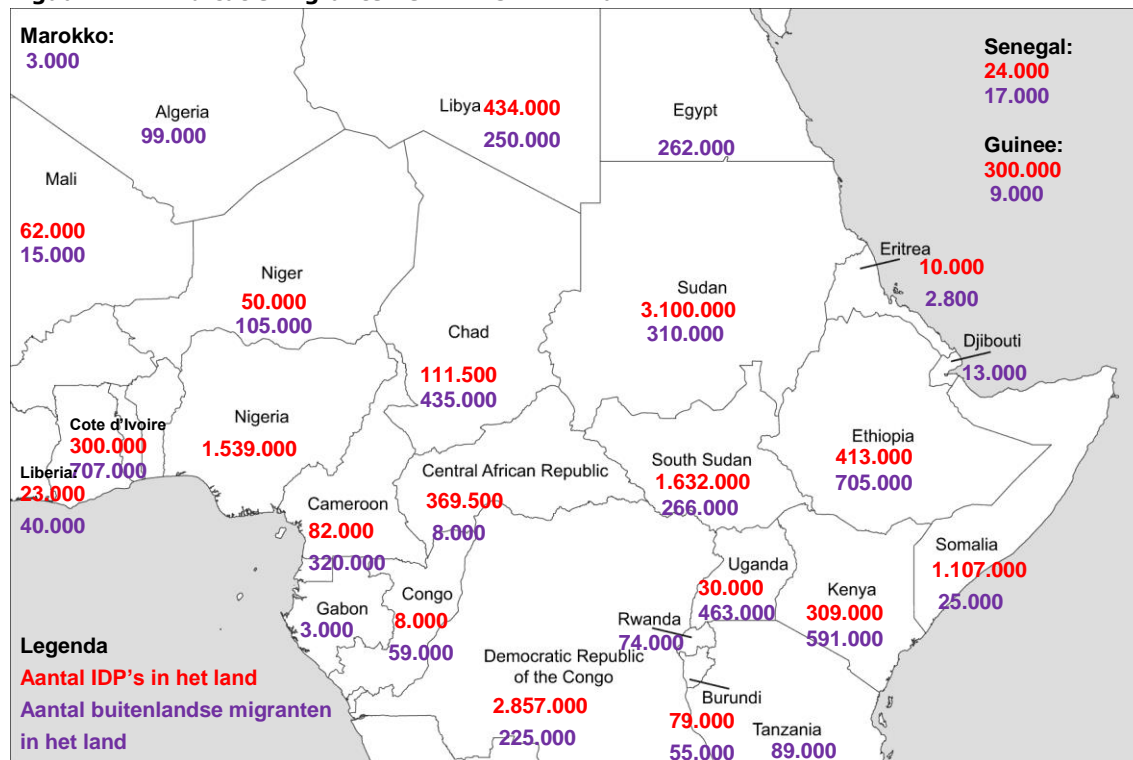 Marokko:
3.000
Senegal:
24.000
17.000
Guinee:
300.000
9.000
Algeria
99.000
Libya 434.000
250.000
Egypt
262.000
Mali
62.000
15.000
Niger
50.000
105.000
Chad
111.500
435.000
Sudan
3.100.000
310.000
Eritrea
10.000
2.800
Djibouti
13.000
Cote d'Ivoire
300.000
707.000
Liberia:
23.000
40.000
Nigeria
1.539.000
Cameroon
82.000
320.000
Central African Republic
369.500
8.000
South Sudan
1.632.000
266.000
Ethiopia
413.000
705.000
Somalia
1.107.000
25.000
Uganda
30.000
463.000
Kenya
309.000
591.000
Gabon
3.000
Congo
8.000
59.000
Rwanda
74.000
Democratic Republic
of the Congo
2.857.000
225.000
Burundi
79.000
55.000
Tanzania
89.000
Legenda
Aantal IDP's in het land
Aantal buitenlandse migranten
in het land